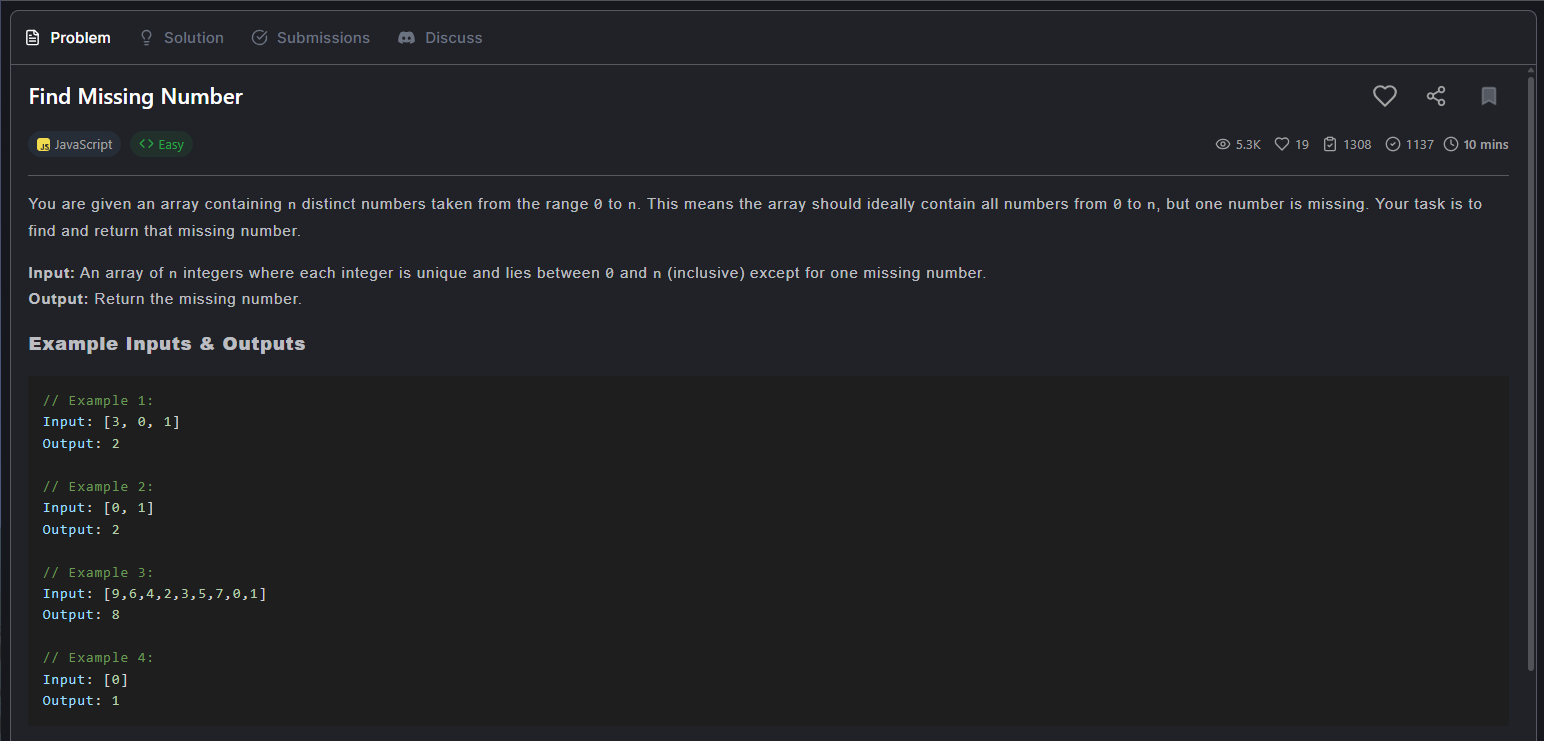 Problem Solution Submissions Discuss
Find Missing Number
JS JavaScript <> Easy 5.3K 19 1308 1137 10 mins
You are given an array containing n distinct numbers taken from the range 0 to n. This means the array should ideally contain all numbers from 0 to n, but one number is missing. Your task is to
find and return that missing number.
Input: An array of n integers where each integer is unique and lies between 0 and n (inclusive) except for one missing number.
Output: Return the missing number.
Example Inputs & Outputs
// Example 1:
Input: [3, 0, 1]
Output: 2
// Example 2:
Input: [0, 1]
Output: 2
// Example 3:
Input: [9,6,4,2,3,5,7,0,1]
Output: 8
// Example 4:
Input: [0]
Output: 1